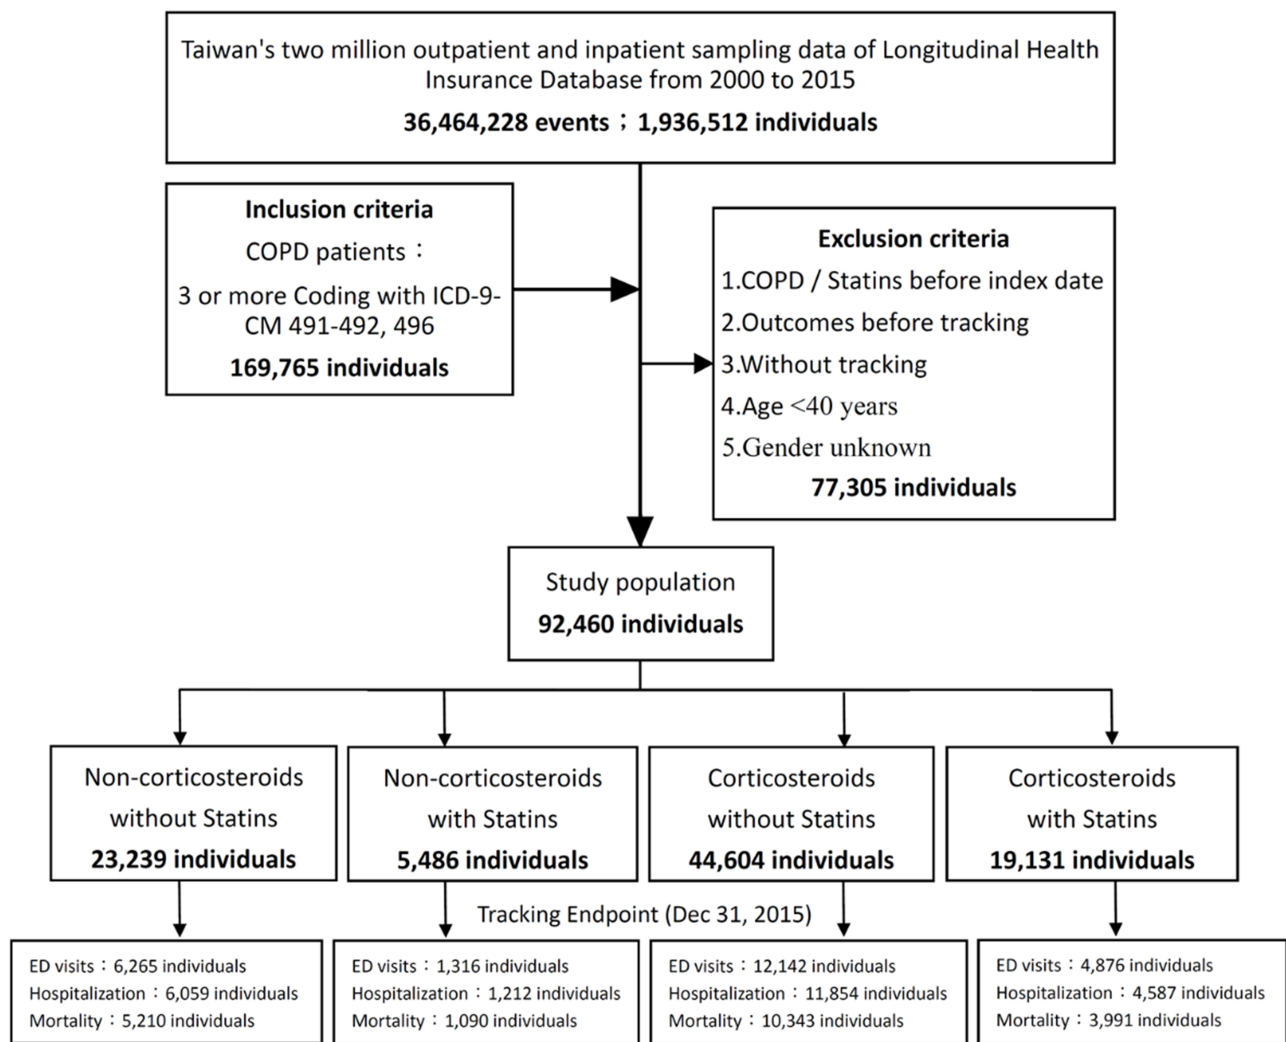 Taiwan's two million outpatient and inpatient sampling data of Longitudinal Health
Insurance Database from 2000 to 2015
36,464,228 events；1,936,512 individuals
Inclusion criteria
COPD patients：
3 or more Coding with ICD-9-
CM 491-492, 496
169,765 individuals
Exclusion criteria
1.COPD / Statins before index date
2.Outcomes before tracking
3.Without tracking
4.Age <40 years
5.Gender unknown
77,305 individuals
Study population
92,460 individuals
Non-corticosteroids
without Statins
23,239 individuals
Non-corticosteroids
with Statins
5,486 individuals
Corticosteroids
without Statins
44,604 individuals
Corticosteroids
with Statins
19,131 individuals
Tracking Endpoint (Dec 31, 2015)
ED visits：6,265 individuals
Hospitalization：6,059 individuals
Mortality：5,210 individuals
ED visits：1,316 individuals
Hospitalization：1,212 individuals
Mortality：1,090 individuals
ED visits：12,142 individuals
Hospitalization：11,854 individuals
Mortality：10,343 individuals
ED visits：4,876 individuals
Hospitalization：4,587 individuals
Mortality：3,991 individuals